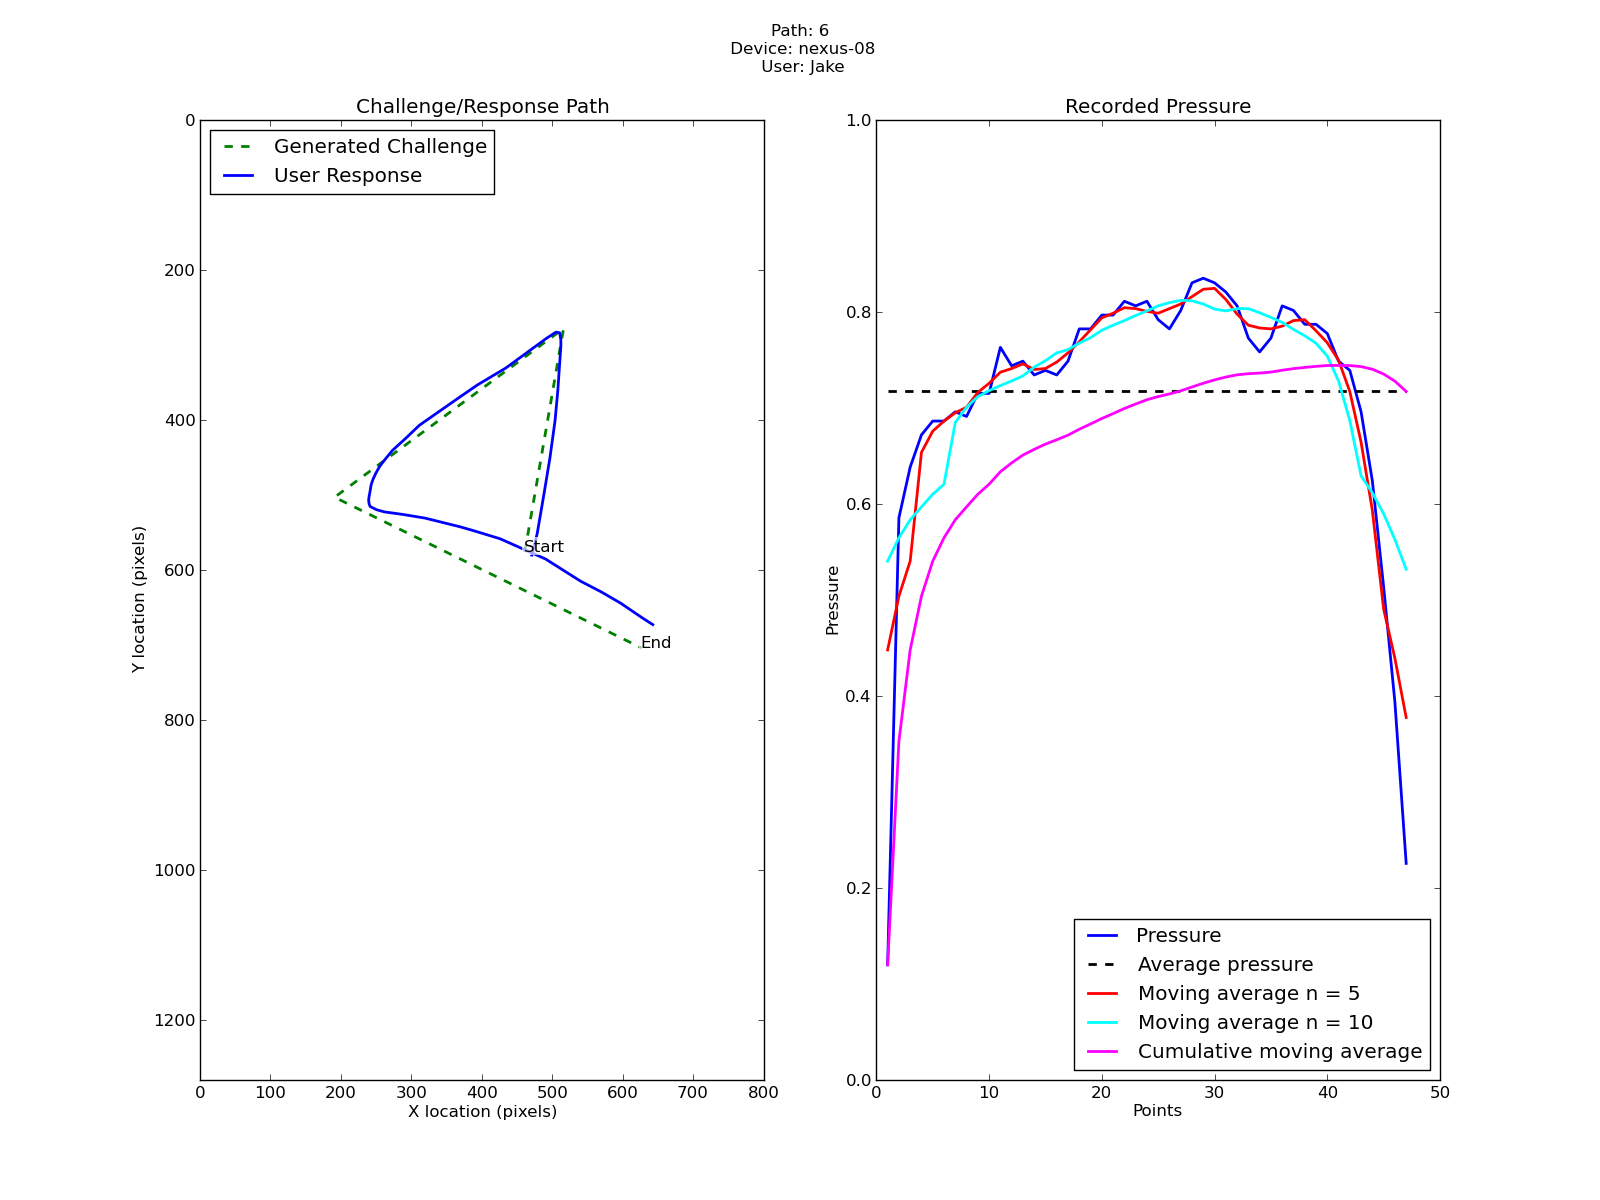 Path: 6
Device: nexus-08
User: Jake
Challenge/Response Path
Generated Challenge
User Response
0
200
400
600
800
1000
1200
Y location (pixels)
Start
End
0 100 200 300 400 500 600 700 800
X location (pixels)
Recorded Pressure
1.0
0.8
0.6
0.4
0.2
0.0
Pressure
Pressure
Average pressure
Moving average n = 5
Moving average n = 10
Cumulative moving average
0 10 20 30 40 50
Points